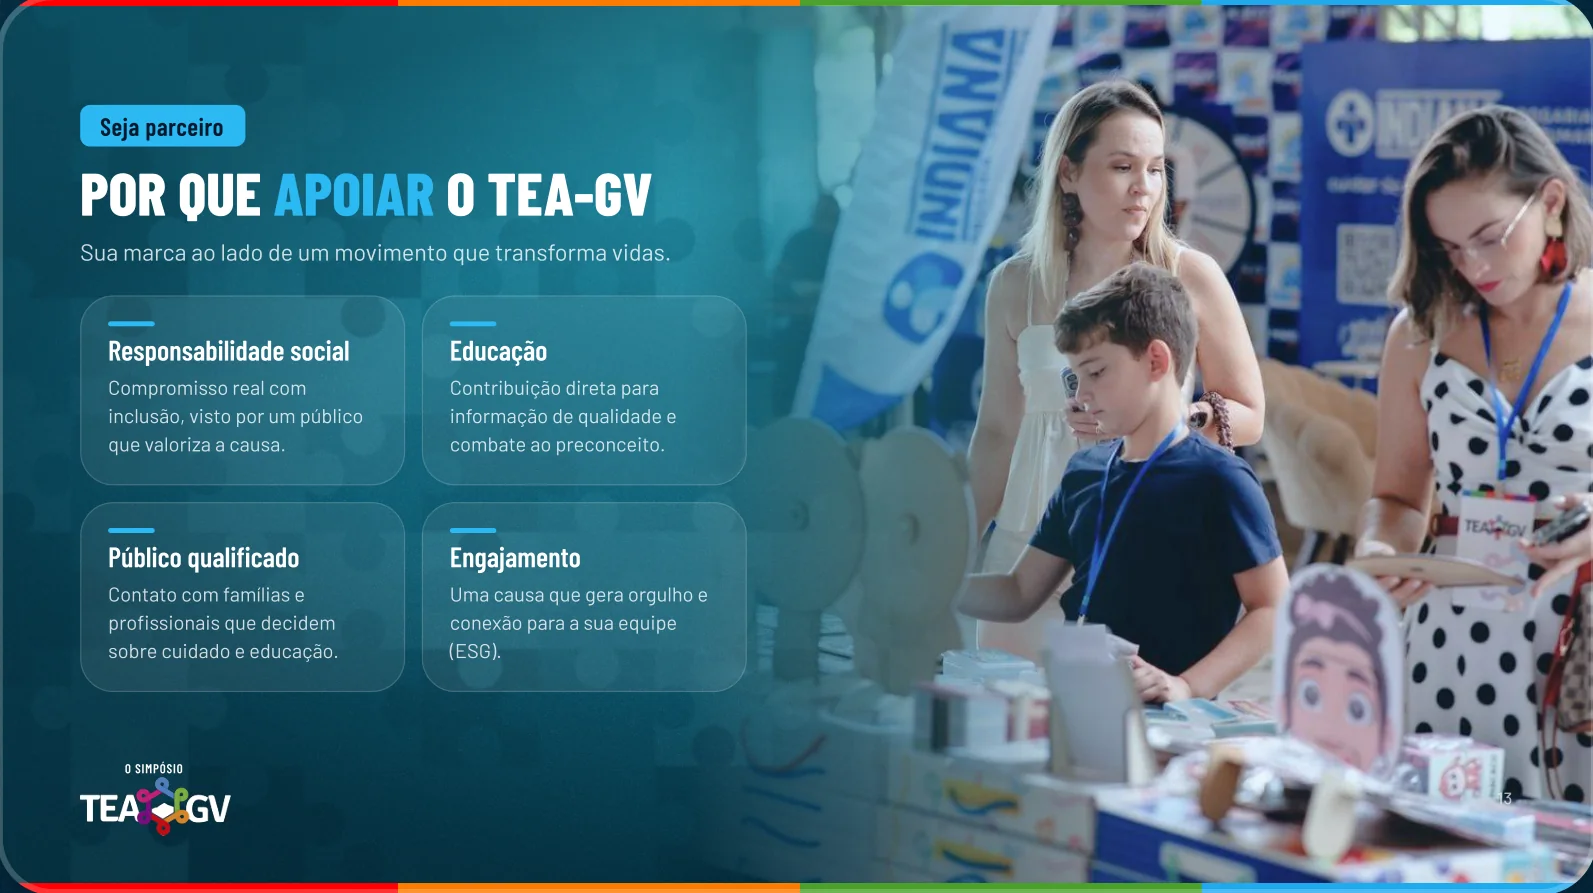 Seja parceiro
POR QUE APOIAR O TEA-GV
Sua marca ao lado de um movimento que transforma vidas.
Responsabilidade social
Compromisso real com
inclusão, visto por um público
que valoriza a causa.
Educação
Contribuição direta para
informação de qualidade e
combate ao preconceito.
Público qualificado
Contato com famílias e
profissionais que decidem
sobre cuidado e educação.
Engajamento
Uma causa que gera orgulho e
conexão para a sua equipe
(ESG).
O SIMPÓSIO
TEA GV
INDIANA
INDIANA
TEA GV
13